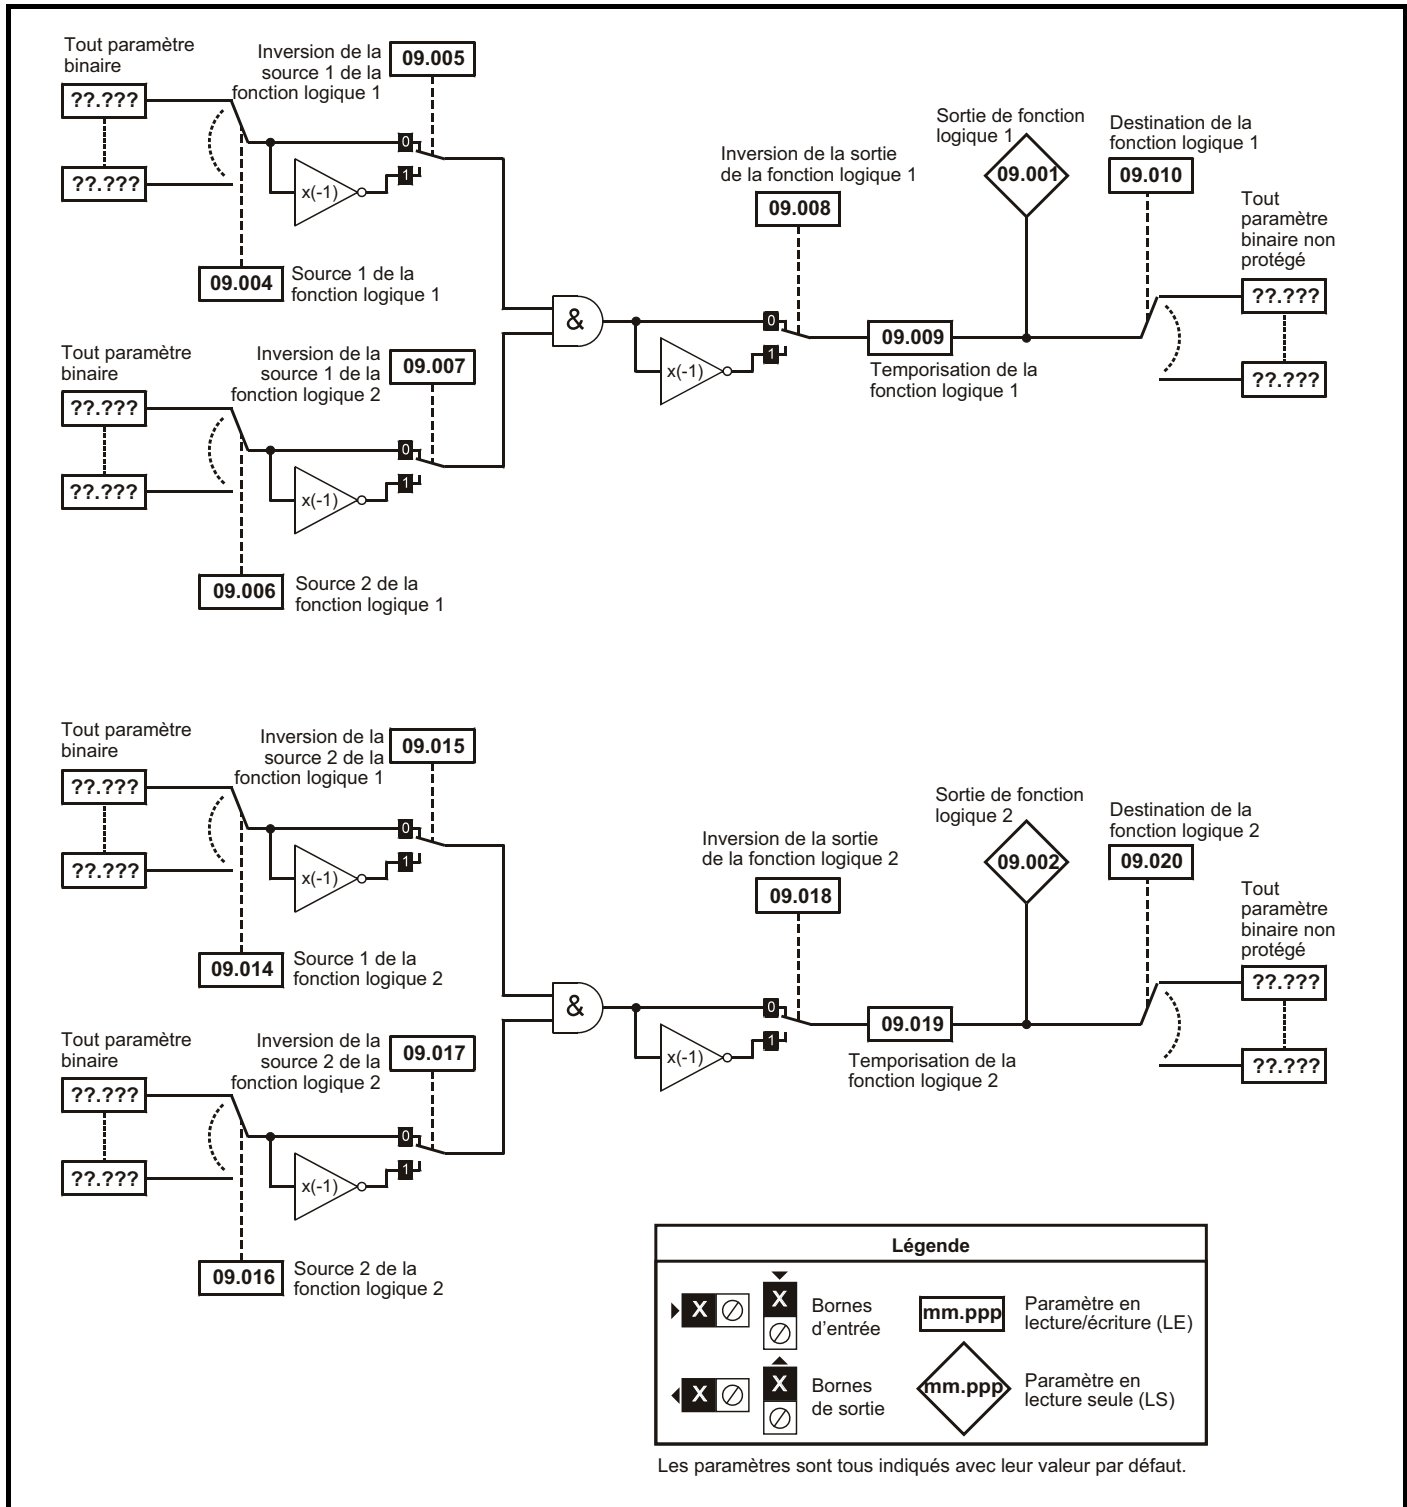 Tout paramètre
binaire
??.???
??.???
Inversion de la
source 1 de la
fonction logique 1
09.005
0
1
x(-1)
09.004
Source 1 de la
fonction logique 1
Tout paramètre
binaire
??.???
??.???
Inversion de la
source 1 de la
fonction logique 2
09.007
0
1
x(-1)
09.006
Source 2 de la
fonction logique 1
&
Inversion de la sortie
de la fonction logique 1
09.008
0
1
x(-1)
09.009
Temporisation de la
fonction logique 1
Sortie de fonction
logique 1
09.001
Destination de la
fonction logique 1
09.010
Tout
paramètre
binaire non
protégé
??.???
??.???
Tout paramètre
binaire
??.???
??.???
Inversion de la
source 2 de la
fonction logique 1
09.015
0
1
x(-1)
09.014
Source 1 de la
fonction logique 2
Tout paramètre
binaire
??.???
??.???
Inversion de la
source 2 de la
fonction logique 2
09.017
0
1
x(-1)
09.016
Source 2 de la
fonction logique 2
&
Inversion de la sortie
de la fonction logique 2
09.018
0
1
x(-1)
09.019
Temporisation de la
fonction logique 2
Sortie de fonction
logique 2
09.002
Destination de la
fonction logique 2
09.020
Tout
paramètre
binaire non
protégé
??.???
??.???
Légende
X
X
Bornes
d’entrée
mm.ppp
Paramètre en
lecture/écriture (LE)
X
X
Bornes
de sortie
mm.ppp
Paramètre en
lecture seule (LS)
Les paramètres sont tous indiqués avec leur valeur par défaut.